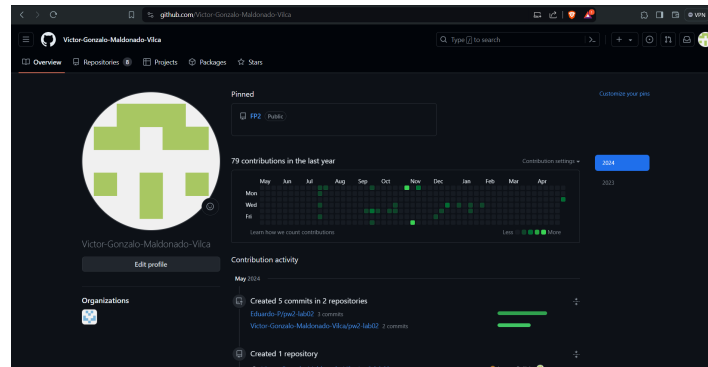 github.com/Victor-Gonzalo-Maldonado-Vilca
VPN
Victor-Gonzalo-Maldonado-Vilca
Type / to search
Overview Repositories 8 Projects Packages Stars
Pinned
Customize your pins
FP2 Public
79 contributions in the last year
Contribution settings
2024
2023
May Jun Jul Aug Sep Oct Nov Dec Jan Feb Mar Apr
Mon
Wed
Fri
Learn how we count contributions
Less More
Victor-Gonzalo-Maldonado-Vilca
Edit profile
Organizations
Contribution activity
May 2024
Created 5 commits in 2 repositories
Eduardo-P/pw2-lab02 3 commits
Victor-Gonzalo-Maldonado-Vilca/pw2-lab02 2 commits
Created 1 repository